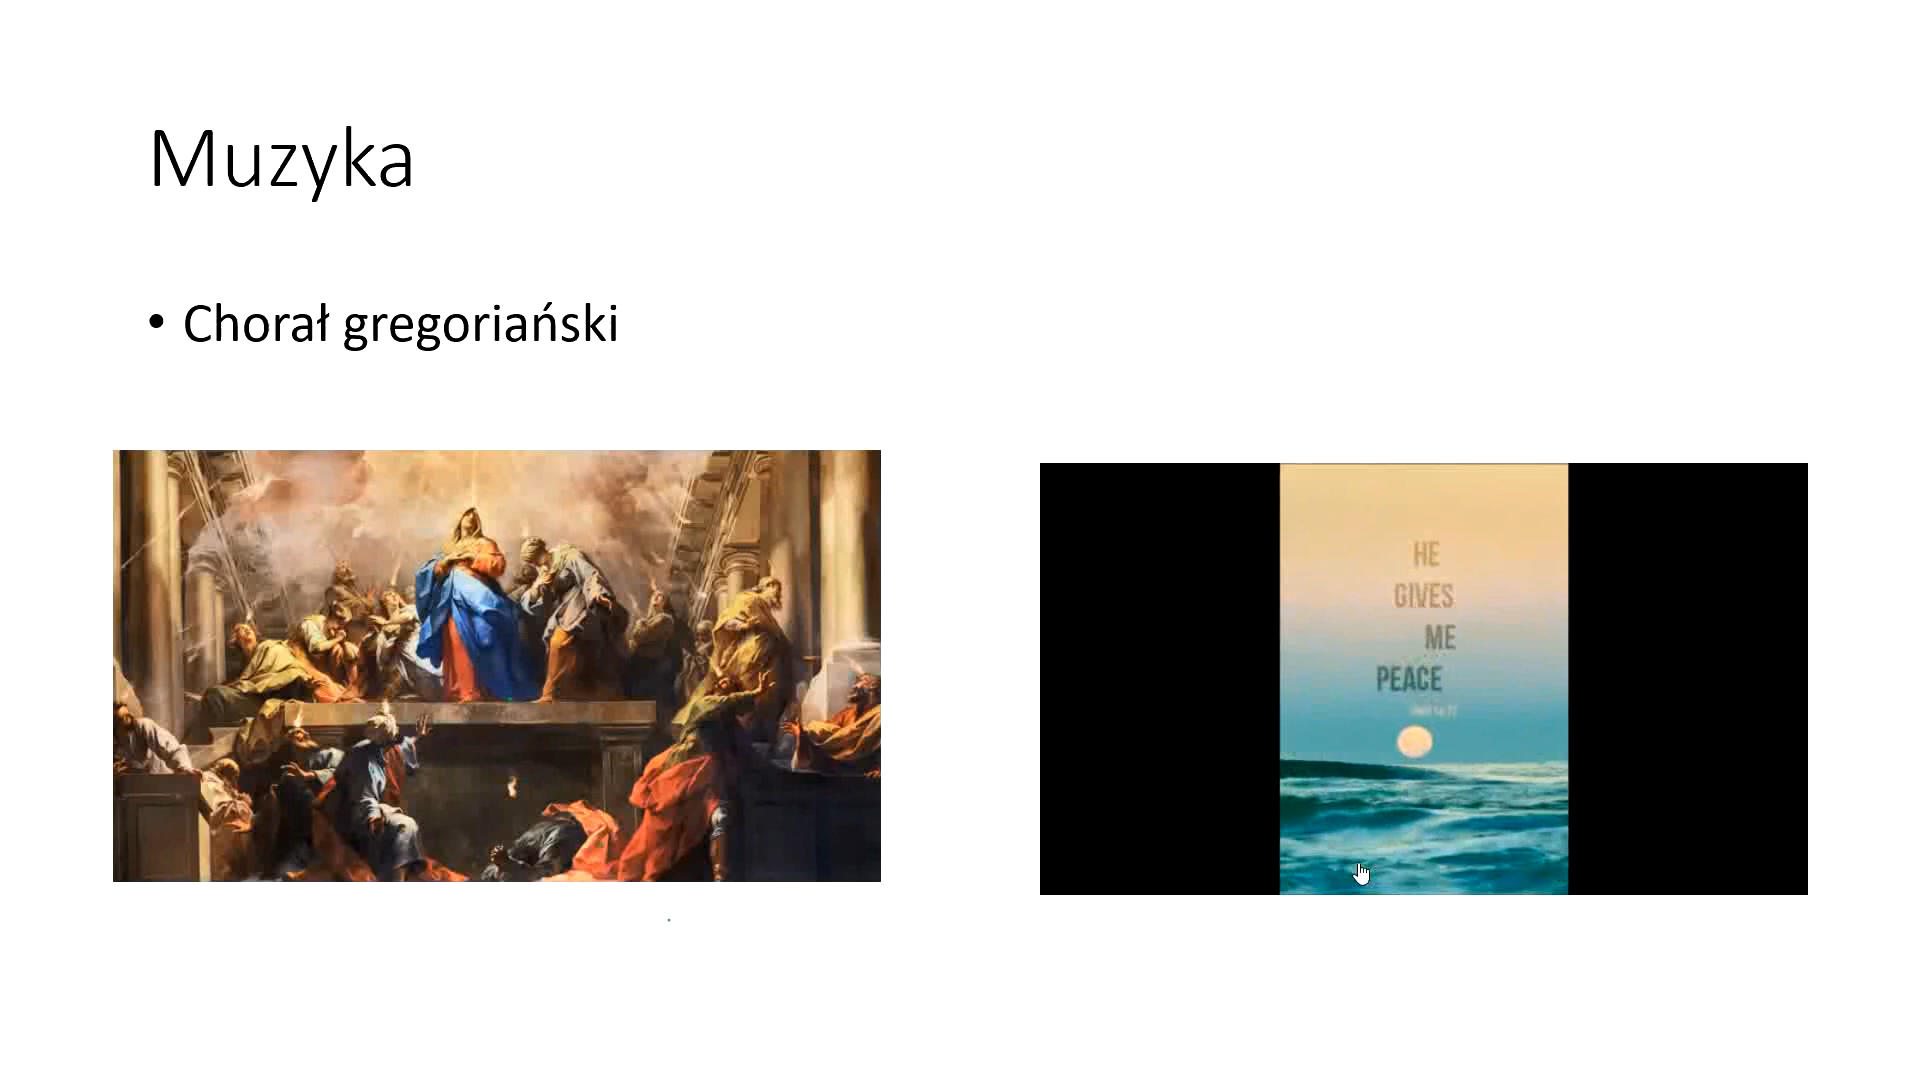 Muzyka
• Chorał gregoriański
HE
GIVES
ME
PEACE